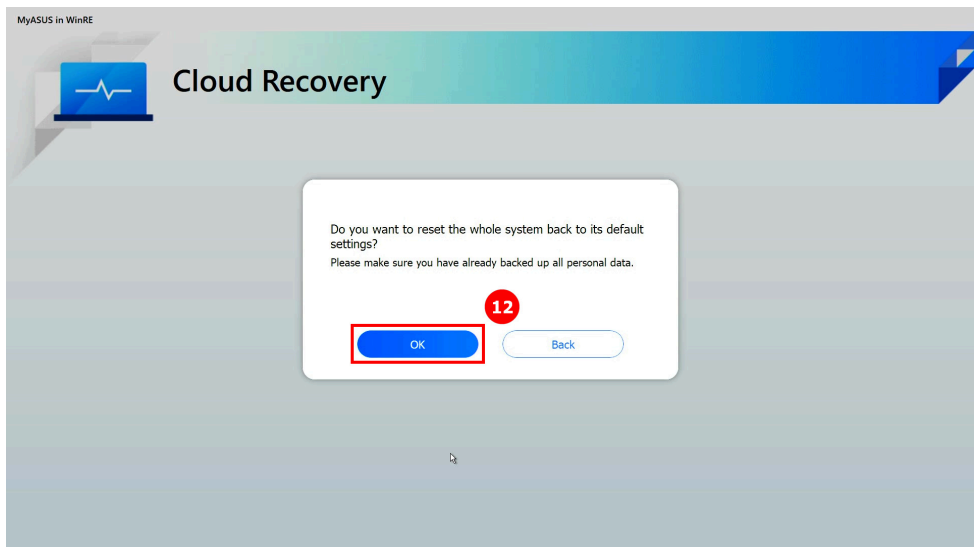 MyASUS in WinRE
Cloud Recovery
Do you want to reset the whole system back to its default
settings?
Please make sure you have already backed up all personal data.
12
OK
Back